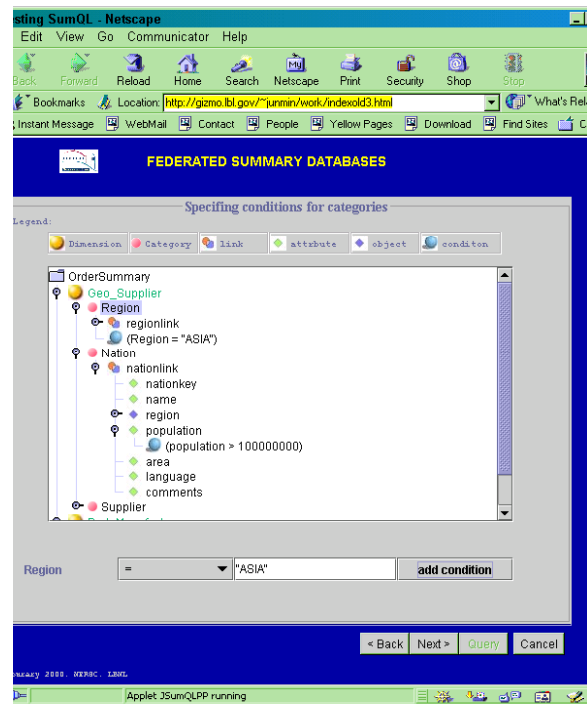 esting SumQL - Netscape
Edit View Go Communicator Help
Back Forward Reload Home Search Netscape Print Security Shop Stop
Bookmarks Location: http://gizmo.lbl.gov/~junmin/work/indexold3.html What's Rel
Instant Message WebMail Contact People Yellow Pages Download Find Sites C
FEDERATED SUMMARY DATABASES
Specifing conditions for categories
Legend:
Dimension Category link attrbute object conditon
OrderSummary
Geo_Supplier
Region
regionlink
(Region = "ASIA")
Nation
nationlink
nationkey
name
region
population
(population > 100000000)
area
language
comments
Supplier
Region = "ASIA" add condition
< Back Next > Query Cancel
2000. NERSC. LBNL
Applet JSumQLPP running